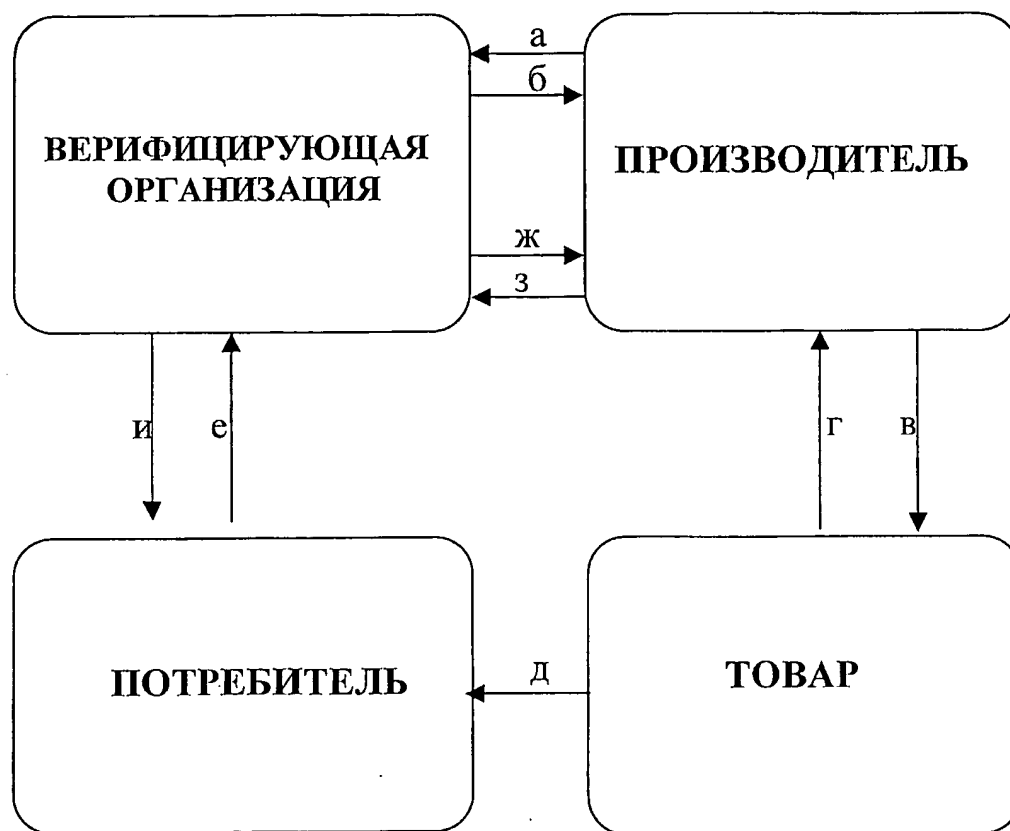 а
б
ВЕРИФИЦИРУЮЩАЯ
ОРГАНИЗАЦИЯ
ПРОИЗВОДИТЕЛЬ
ж
з
и
е
г
в
ПОТРЕБИТЕЛЬ
д
ТОВАР